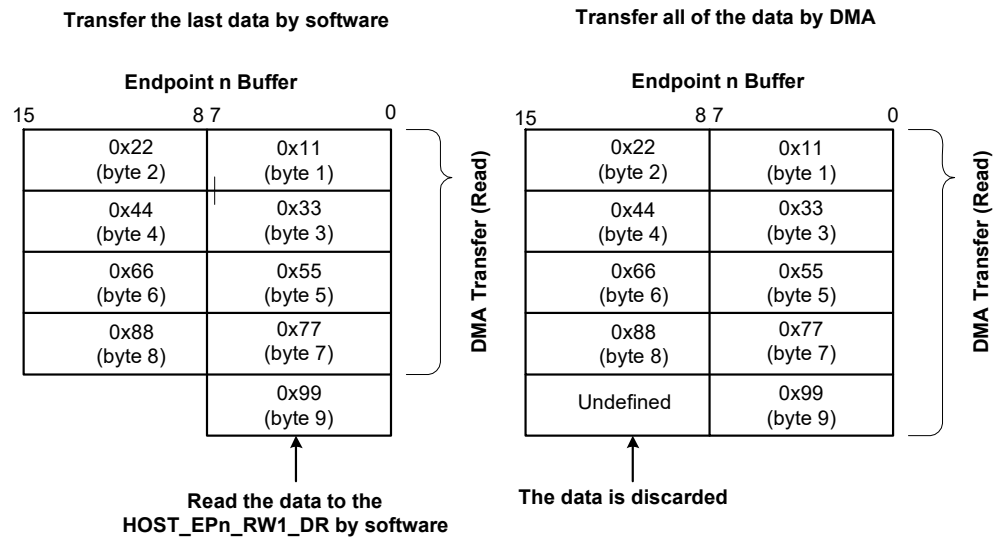 Transfer the last data by software
Endpoint n Buffer
15 8 7 0
0x22 0x11
(byte 2) (byte 1)
0x44 0x33
(byte 4) (byte 3)
0x66 0x55
(byte 6) (byte 5)
0x88 0x77
(byte 8) (byte 7)
0x99
(byte 9)
DMA Transfer (Read)
Read the data to the
HOST_EPn_RW1_DR by software
Transfer all of the data by DMA
Endpoint n Buffer
15 8 7 0
0x22 0x11
(byte 2) (byte 1)
0x44 0x33
(byte 4) (byte 3)
0x66 0x55
(byte 6) (byte 5)
0x88 0x77
(byte 8) (byte 7)
Undefined 0x99
(byte 9)
DMA Transfer (Read)
The data is discarded